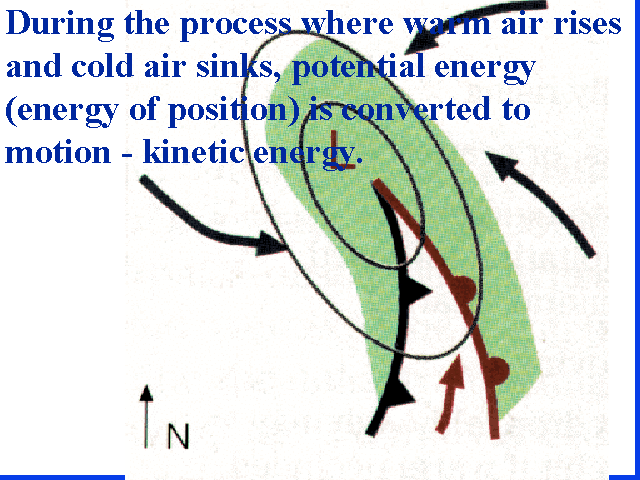 During the process where warm air rises
and cold air sinks, potential energy
(energy of position) is converted to
motion - kinetic energy.
L
N